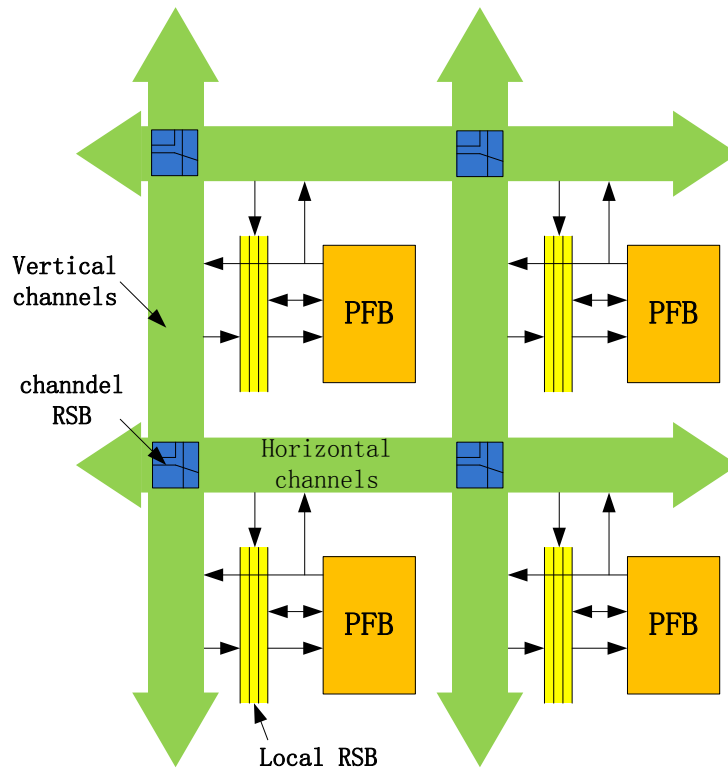 Vertical
channels
PFB
PFB
channdel
RSB
Horizontal
channels
PFB
PFB
Local RSB